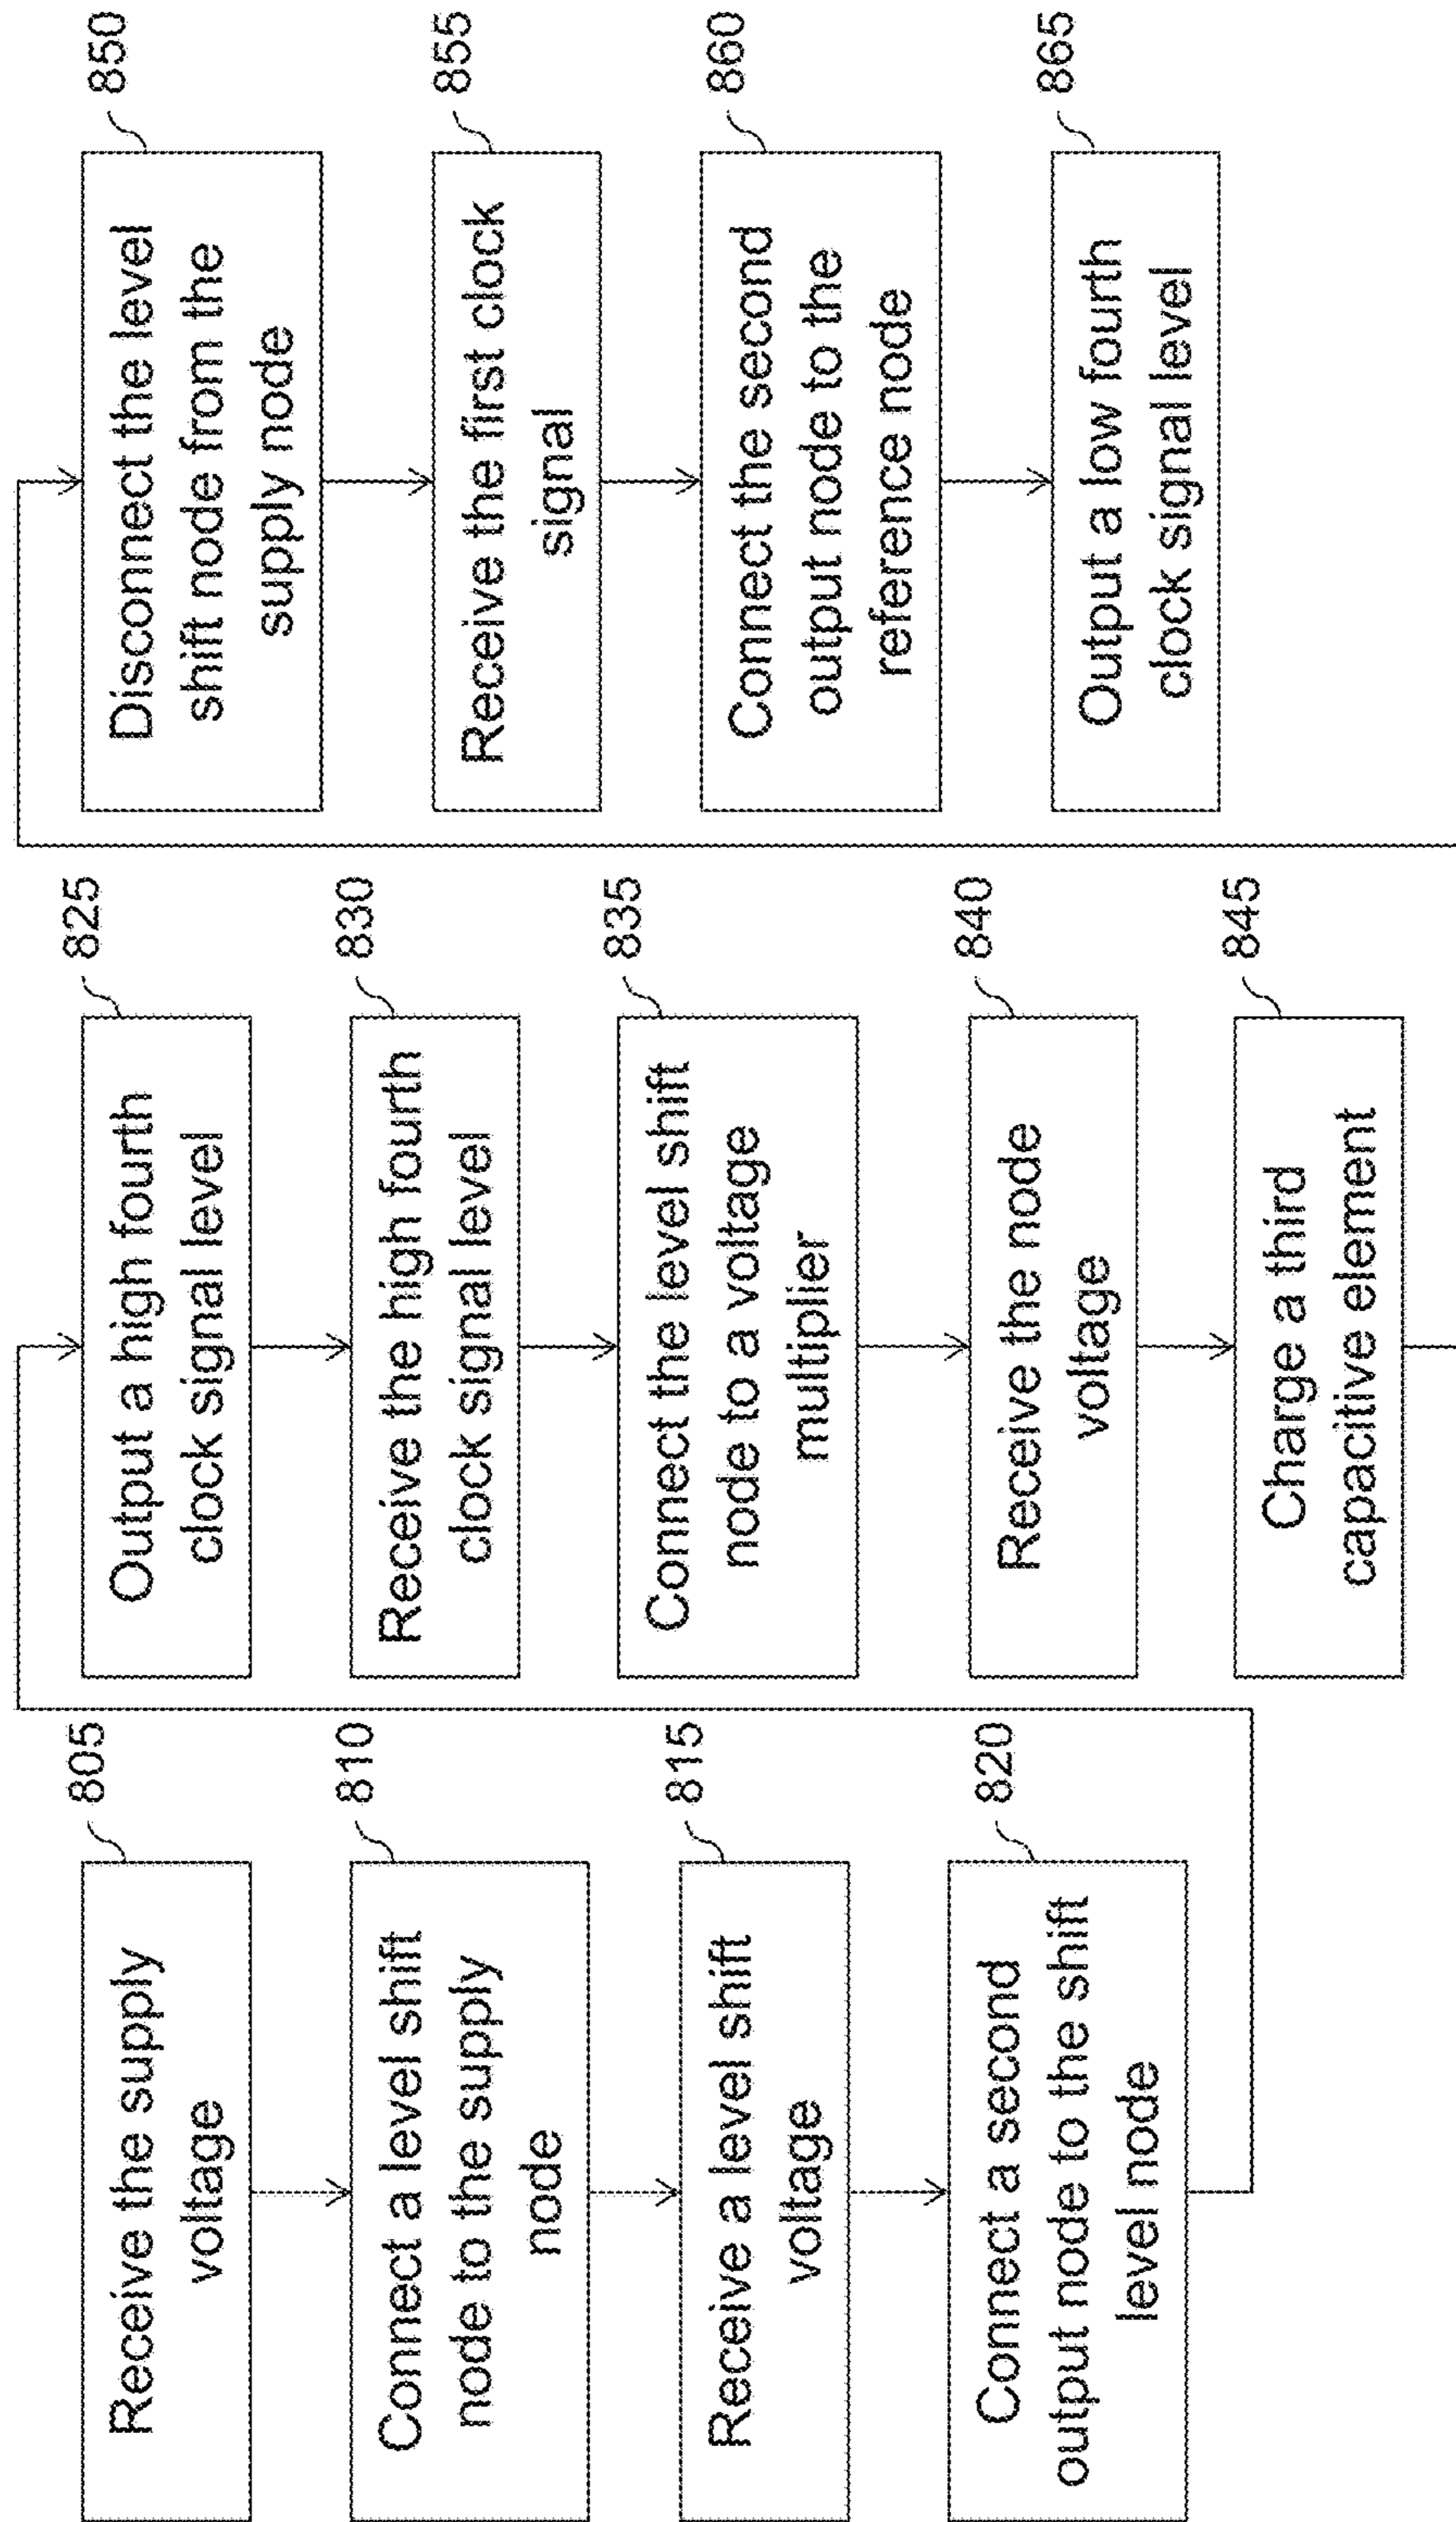 805
Receive the supply
voltage
810
Connect a level shift
node to the supply
node
815
Receive a level shift
voltage
820
Connect a second
output node to the shift
level node
825
Output a high fourth
clock signal level
830
Receive the high fourth
clock signal level
835
Connect the level shift
node to a voltage
multiplier
840
Receive the node
voltage
845
Charge a third
capacitive element
850
Disconnect the level
shift node from the
supply node
855
Receive the first clock
signal
860
Connect the second
output node to the
reference node
865
Output a low fourth
clock signal level